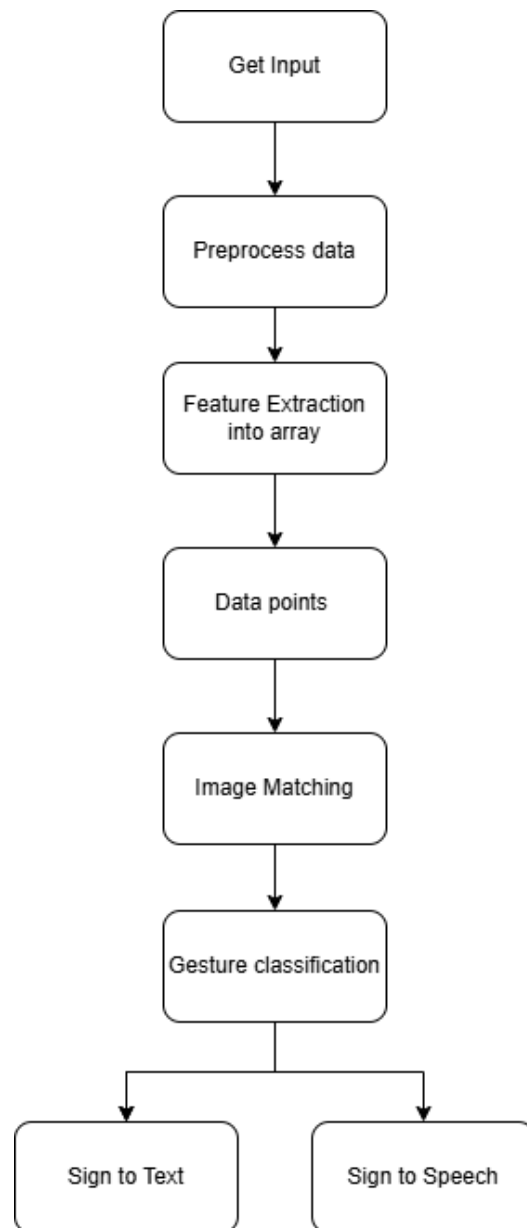 Get Input
Preprocess data
Feature Extraction
into array
Data points
Image Matching
Gesture classification
Sign to Text
Sign to Speech